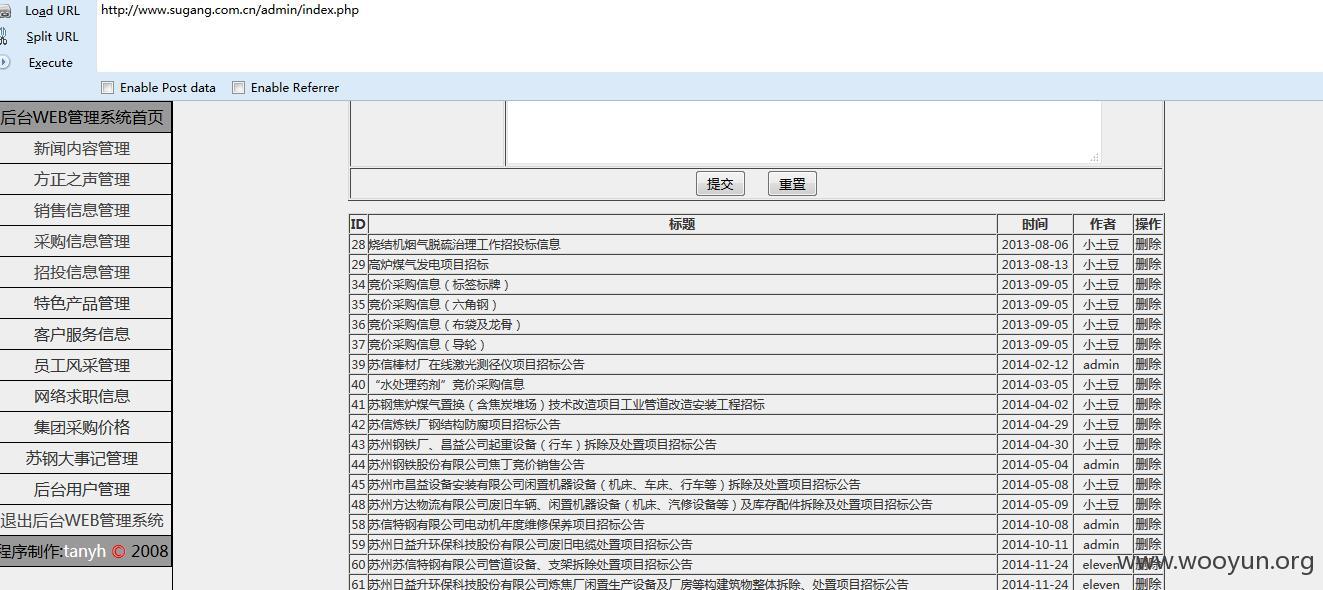 Load URL http://www.sugang.com.cn/admin/index.php
Split URL
Execute
Enable Post data Enable Referrer
后台WEB管理系统首页
新闻内容管理
方正之声管理
销售信息管理
采购信息管理
招投信息管理
特色产品管理
客户服务信息
员工风采管理
网络求职信息
集团采购价格
苏钢大事记管理
后台用户管理
退出后台WEB管理系统
程序制作:tanyh © 2008
提交 重置
ID 标题 时间 作者 操作
28 烧结机烟气脱硫治理工作招投标信息 2013-08-06 小土豆 删除
29 高炉煤气发电项目招标 2013-08-13 小土豆 删除
34 竞价采购信息（标签标牌） 2013-09-05 小土豆 删除
35 竞价采购信息（六角钢） 2013-09-05 小土豆 删除
36 竞价采购信息（布袋及龙骨） 2013-09-05 小土豆 删除
37 竞价采购信息（导轮） 2013-09-05 小土豆 删除
39 苏信棒材厂在线激光测径仪项目招标公告 2014-02-12 admin 删除
40 “水处理药剂”竞价采购信息 2014-03-05 小土豆 删除
41 苏钢焦炉煤气置换（含焦炭堆场）技术改造项目工业管道改造安装工程招标 2014-04-02 小土豆 删除
42 苏信炼铁厂钢结构防腐项目招标公告 2014-04-29 小土豆 删除
43 苏州钢铁厂、昌益公司起重设备（行车）拆除及处置项目招标公告 2014-04-30 小土豆 删除
44 苏州钢铁股份有限公司焦丁竞价销售公告 2014-05-04 admin 删除
45 苏州市昌益设备安装有限公司闲置机器设备（机床、车床、行车等）拆除及处置项目招标公告 2014-05-08 小土豆 删除
48 苏州方达物流有限公司废旧车辆、闲置机器设备（机床、汽修设备等）及库存配件拆除及处置项目招标公告 2014-05-09 小土豆 删除
58 苏信特钢有限公司电动机年度维修保养项目招标公告 2014-10-08 admin 删除
59 苏州日益升环保科技股份有限公司废旧电缆处置项目招标公告 2014-10-11 admin 删除
60 苏州苏信特钢有限公司管道设备、支架拆除处置项目招标公告 2014-11-24 eleven 删除
61 苏州日益升环保科技股份有限公司炼焦厂闲置生产设备及厂房等构建筑物整体拆除、处置项目招标公告 2014-11-24 eleven 删除
www.wooyun.org